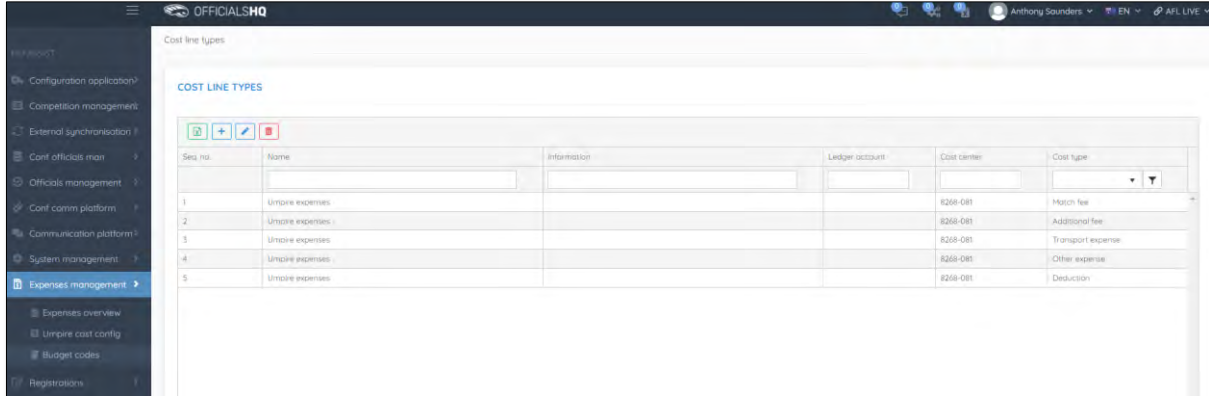 OFFICIALSHQ
0 0 0 Anthony Saunders EN AFL LIVE
Cost line types
Configuration application
Competition management
External synchronisation
Conf officials man
Officials management
Conf comm platform
Communication platform
System management
Expenses management
Expenses overview
Umpire cost config
Budget codes
Registrations
COST LINE TYPES
Seq. no. Name Information Ledger account Cost center Cost type
1 Umpire expenses 8268-081 Match fee
2 Umpire expenses 8268-081 Additional fee
3 Umpire expenses 8268-081 Transport expense
4 Umpire expenses 8268-081 Other expense
5 Umpire expenses 8268-081 Deduction